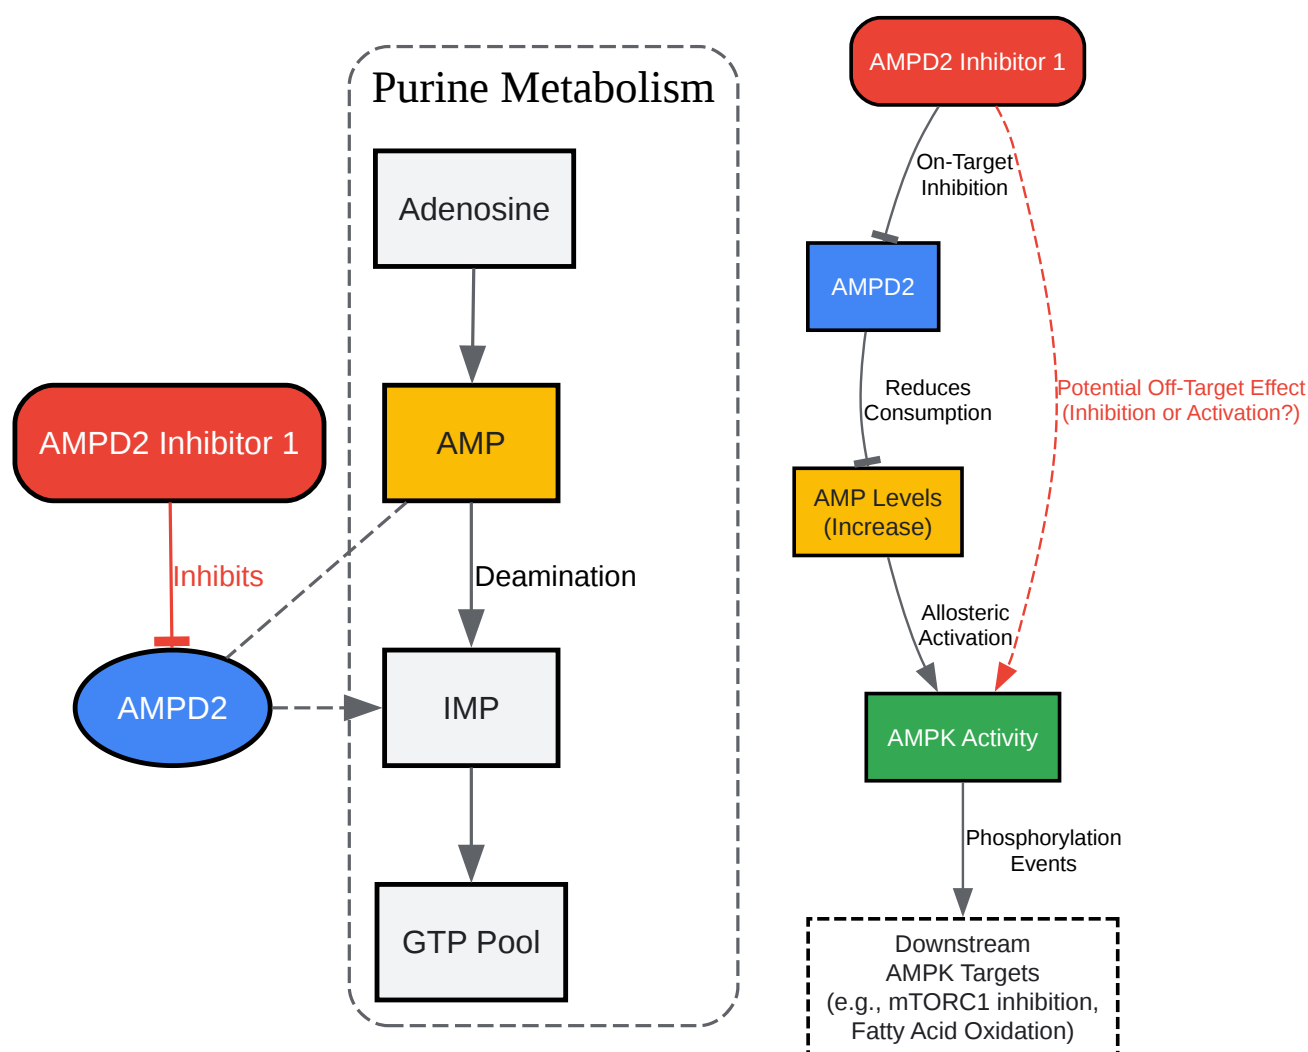 Purine Metabolism
Adenosine
AMP
AMPD2 Inhibitor 1
Inhibits
Deamination
AMPD2
IMP
GTP Pool
AMPD2 Inhibitor 1
On-Target
Inhibition
AMPD2
Reduces
Consumption
Potential Off-Target Effect
(Inhibition or Activation?)
AMP Levels
(Increase)
Allosteric
Activation
AMPK Activity
Phosphorylation
Events
Downstream
AMPK Targets
(e.g., mTORC1 inhibition,
Fatty Acid Oxidation)